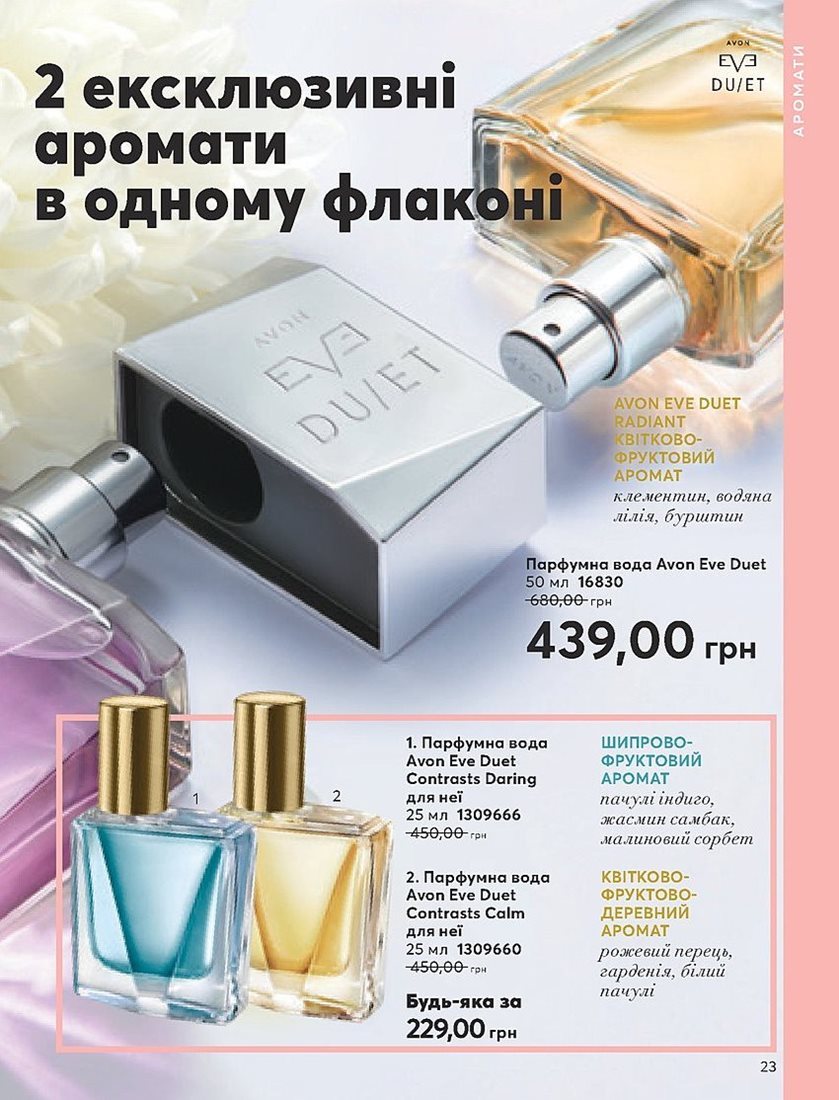 2 ексклюзивні
аромати
в одному флаконі
AVON
EVE
DU/ET
АРОМАТИ
AVON
EVE
DU/ET
AVON
AVON EVE DUET
RADIANT
КВІТКОВО-
ФРУКТОВИЙ
АРОМАТ
клементин, водяна
лілія, бурштин
Парфумна вода Avon Eve Duet
50 мл 16830
680,00 грн
439,00 грн
1
2
1. Парфумна вода
Avon Eve Duet
Contrasts Daring
для неї
25 мл 1309666
450,00 грн
ШИПРОВО-
ФРУКТОВИЙ
АРОМАТ
пачулі індиго,
жасмин самбак,
малиновий сорбет
2. Парфумна вода
Avon Eve Duet
Contrasts Calm
для неї
25 мл 1309660
450,00 грн
Будь-яка за
229,00 грн
КВІТКОВО-
ФРУКТОВО-
ДЕРЕВНИЙ
АРОМАТ
рожевий перець,
гарденія, білий
пачулі
23